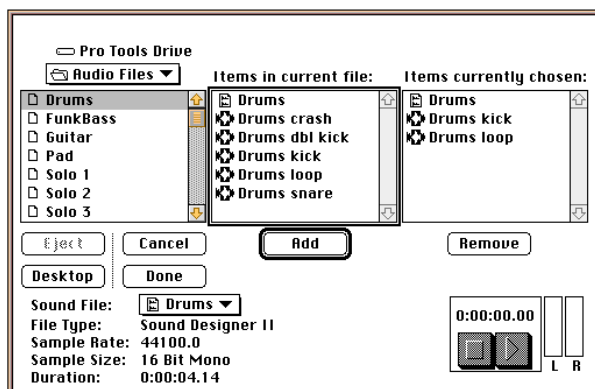 Pro Tools Drive
Audio Files
Items in current file:
Items currently chosen:
Drums
FunkBass
Guitar
Pad
Solo 1
Solo 2
Solo 3
Drums
Drums crash
Drums dbl kick
Drums kick
Drums loop
Drums snare
Drums
Drums kick
Drums loop
Eject
Cancel
Add
Remove
Desktop
Done
Sound File: Drums
File Type: Sound Designer II
Sample Rate: 44100.0
Sample Size: 16 Bit Mono
Duration: 0:00:04.14
0:00:00.00
L R